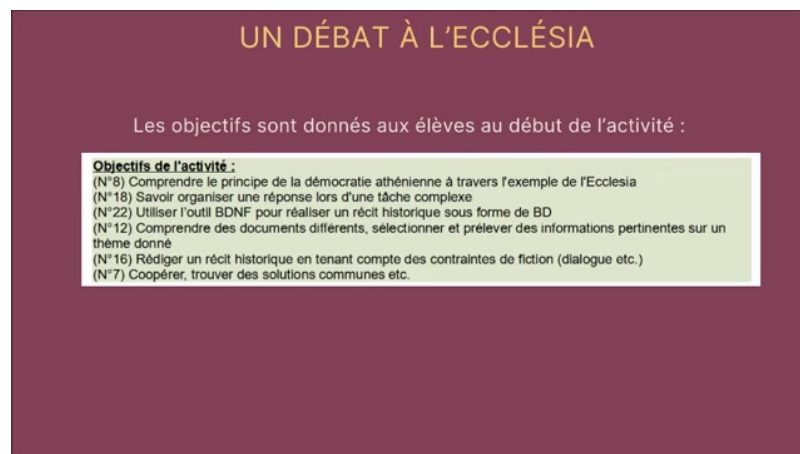 UN DÉBAT À L’ECCLÉSIA
Les objectifs sont donnés aux élèves au début de l’activité :
Objectifs de l'activité :
(N°8) Comprendre le principe de la démocratie athénienne à travers l'exemple de l'Ecclesia
(N°18) Savoir organiser une réponse lors d'une tâche complexe
(N°22) Utiliser l’outil BDNF pour réaliser un récit historique sous forme de BD
(N°12) Comprendre des documents différents, sélectionner et prélever des informations pertinentes sur un
thème donné
(N°16) Rédiger un récit historique en tenant compte des contraintes de fiction (dialogue etc.)
(N°7) Coopérer, trouver des solutions communes etc.